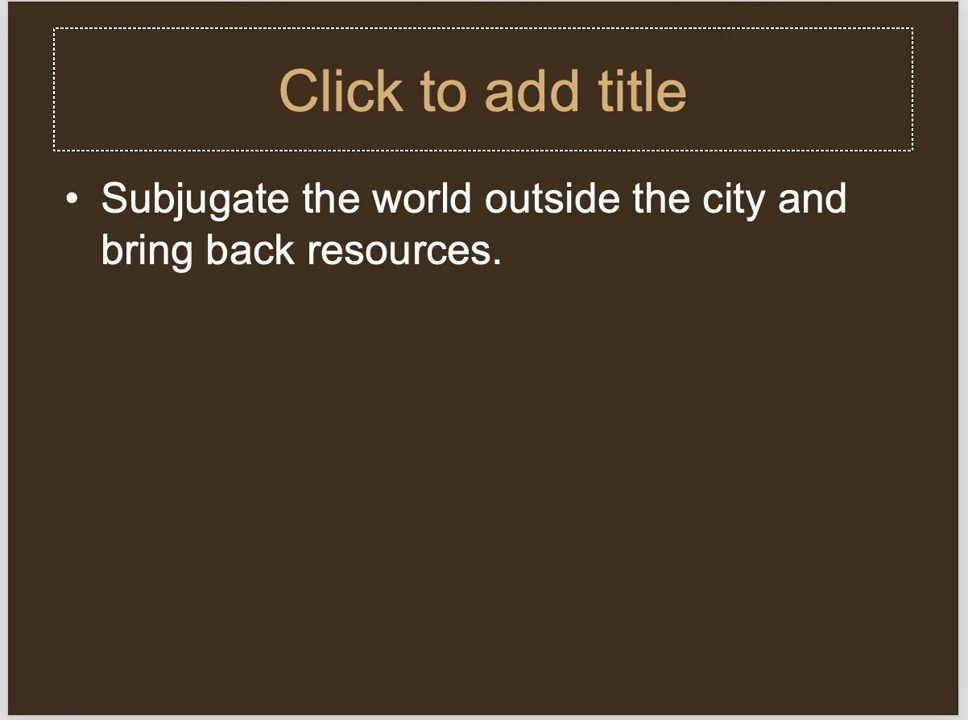 Click to add title
• Subjugate the world outside the city and
bring back resources.